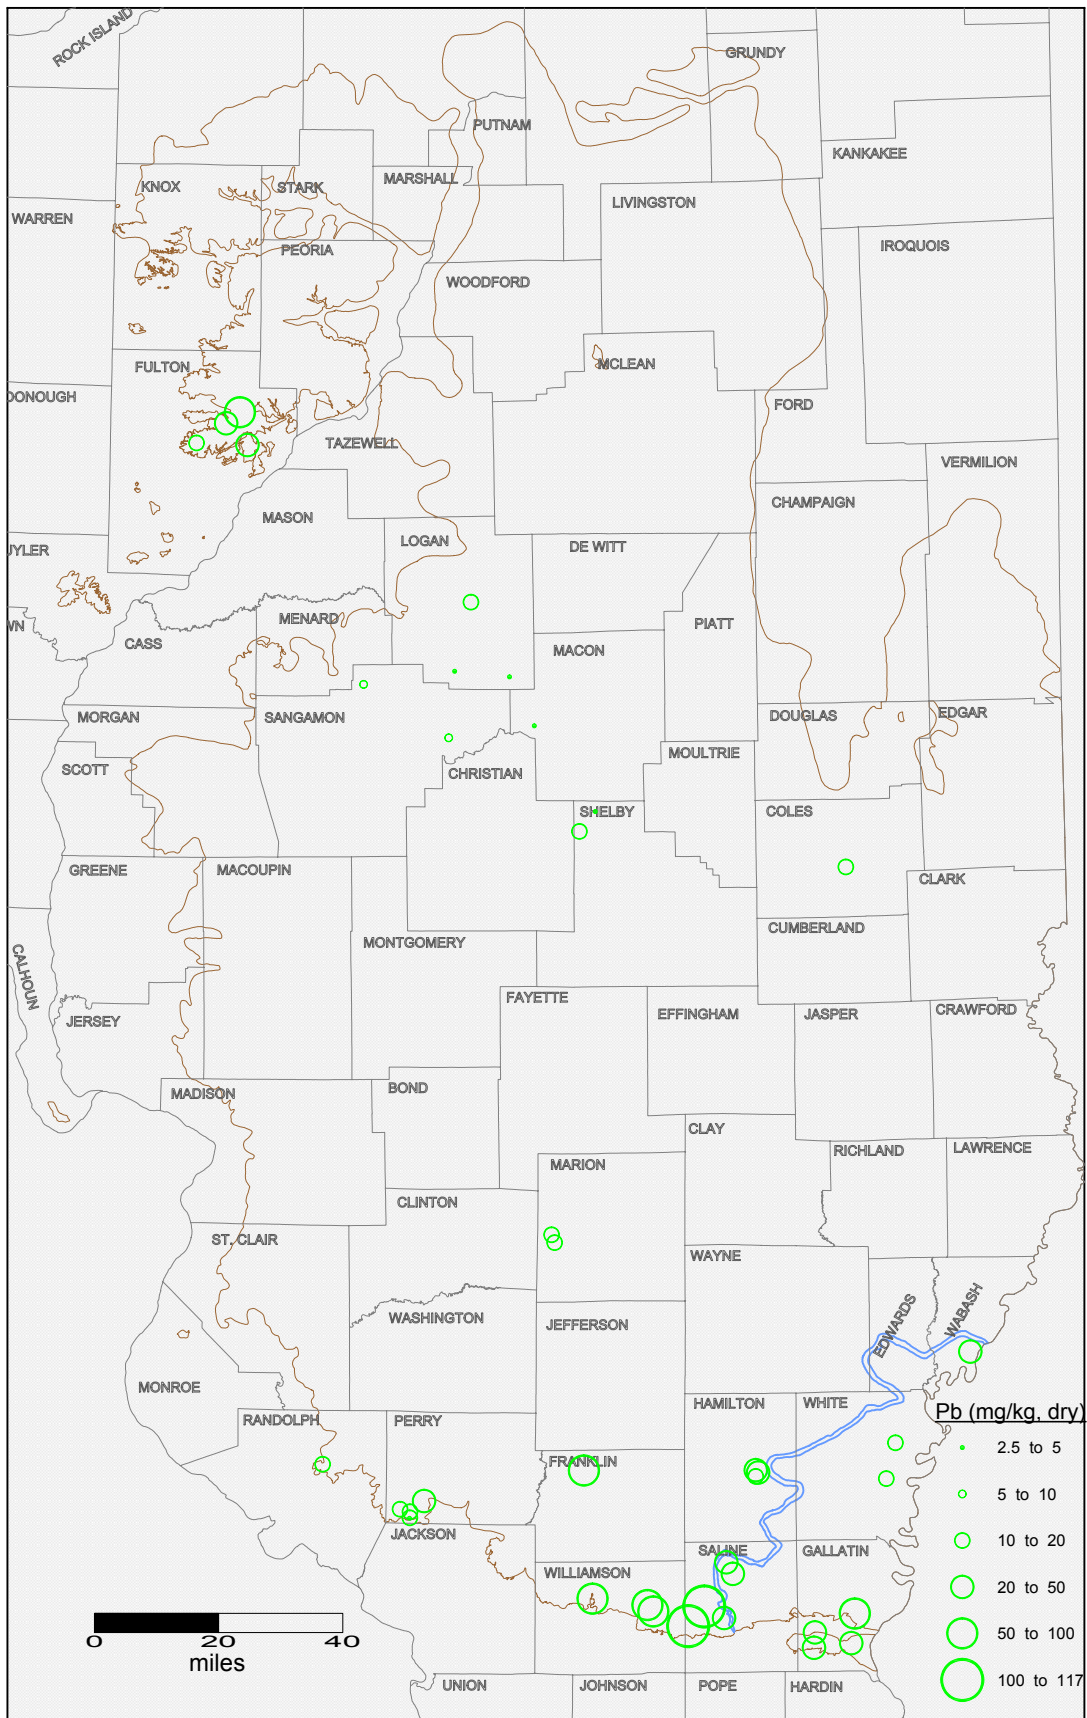 ROCK ISLAND
GRUNDY
PUTNAM
KANKAKEE
KNOX
STARK
MARSHALL
LIVINGSTON
WARREN
PEORIA
IROQUOIS
WOODFORD
FULTON
MCLEAN
DONOUGH
FORD
TAZEWELL
VERMILION
CHAMPAIGN
MASON
LOGAN
UYLER
DE WITT
MENARD
PIATT
WN
CASS
MACON
MORGAN
SANGAMON
DOUGLAS
EDGAR
SCOTT
MOULTRIE
CHRISTIAN
SHELBY
COLES
GREENE
MACOUPIN
CLARK
CUMBERLAND
CALHOUN
MONTGOMERY
FAYETTE
JERSEY
EFFINGHAM
JASPER
CRAWFORD
MADISON
BOND
CLAY
RICHLAND
LAWRENCE
MARION
CLINTON
ST. CLAIR
WAYNE
EDWARDS
WABASH
WASHINGTON
JEFFERSON
MONROE
RANDOLPH
PERRY
HAMILTON
WHITE
Pb (mg/kg, dry)
2.5 to 5
FRANKLIN
5 to 10
JACKSON
10 to 20
SALINE
GALLATIN
WILLIAMSON
20 to 50
50 to 100
0 20 40
miles
UNION
JOHNSON
POPE
HARDIN
100 to 117